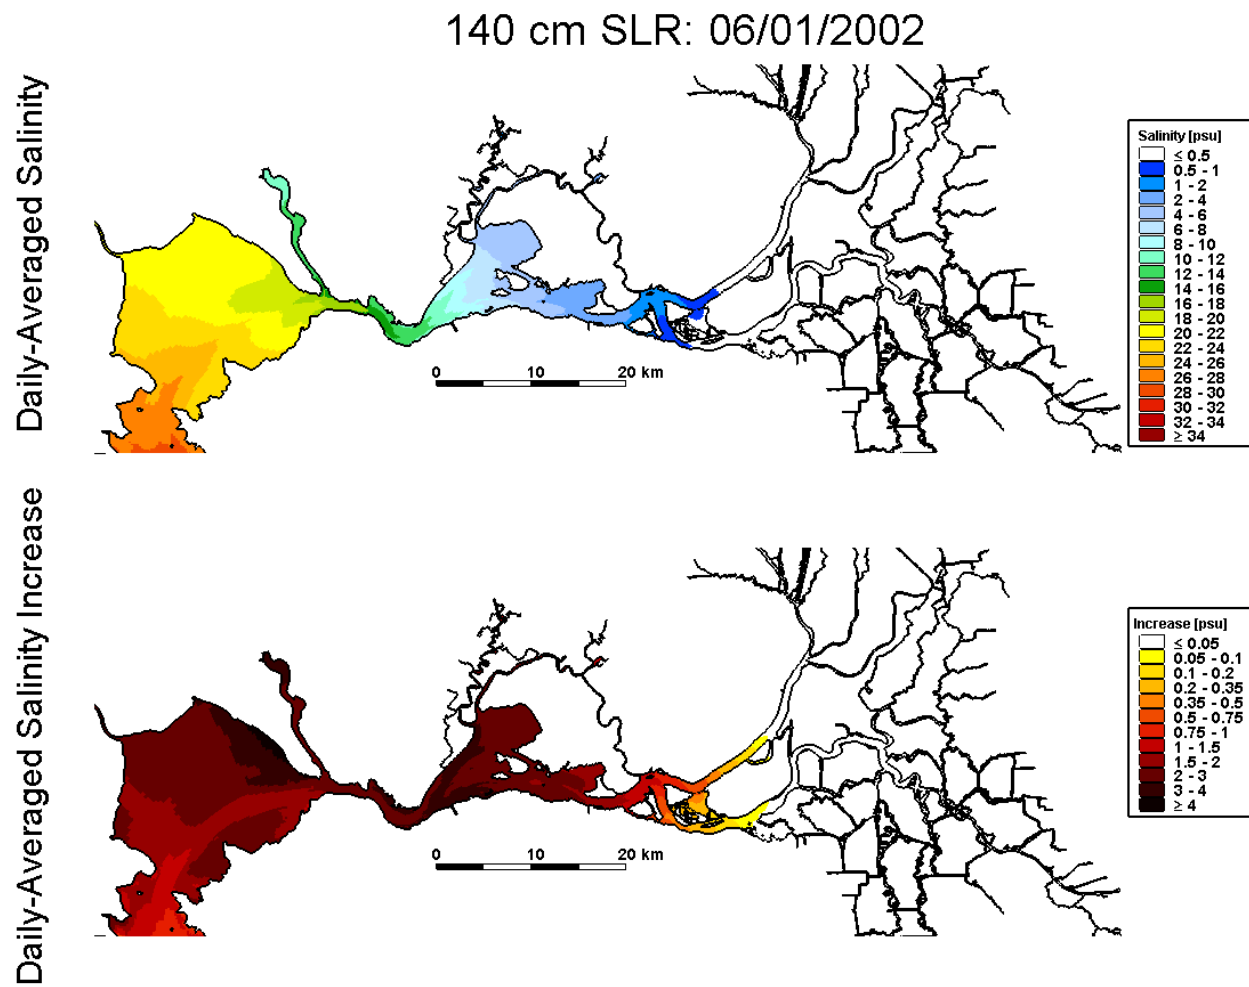 140 cm SLR: 06/01/2002
Daily-Averaged Salinity
Salinity [psu]
≤ 0.5
0.5 - 1
1 - 2
2 - 4
4 - 6
6 - 8
8 - 10
10 - 12
12 - 14
14 - 16
16 - 18
18 - 20
20 - 22
22 - 24
24 - 26
26 - 28
28 - 30
30 - 32
32 - 34
≥ 34
0 10 20 km
Daily-Averaged Salinity Increase
Increase [psu]
≤ 0.05
0.05 - 0.1
0.1 - 0.2
0.2 - 0.35
0.35 - 0.5
0.5 - 0.75
0.75 - 1
1 - 1.5
1.5 - 2
2 - 3
3 - 4
≥ 4
0 10 20 km